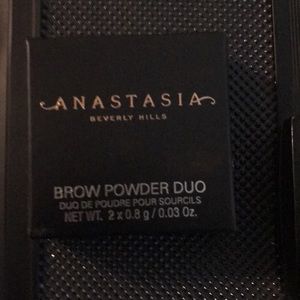 ANASTASIA
BEVERLY HILLS
BROW POWDER DUO
DUO DE POUDRE POUR SOURCILS
NET WT. 2 x 0.8 g / 0.03 Oz.